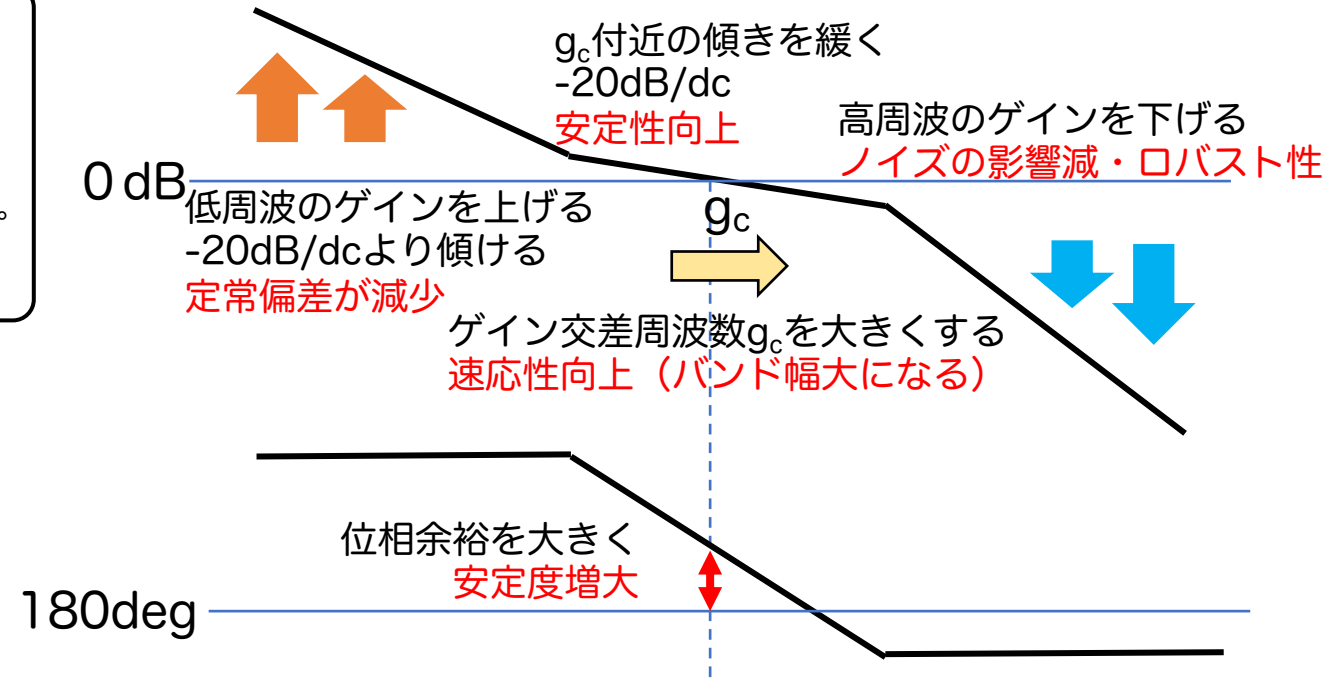 gc付近の傾きを緩く
-20dB/dc
安定性向上
高周波のゲインを下げる
ノイズの影響減・ロバスト性
0 dB
。
低周波のゲインを上げる
-20dB/dcより傾ける
定常偏差が減少
gc
ゲイン交差周波数gcを大きくする
速応性向上（バンド幅大になる）
位相余裕を大きく
安定度増大
180deg